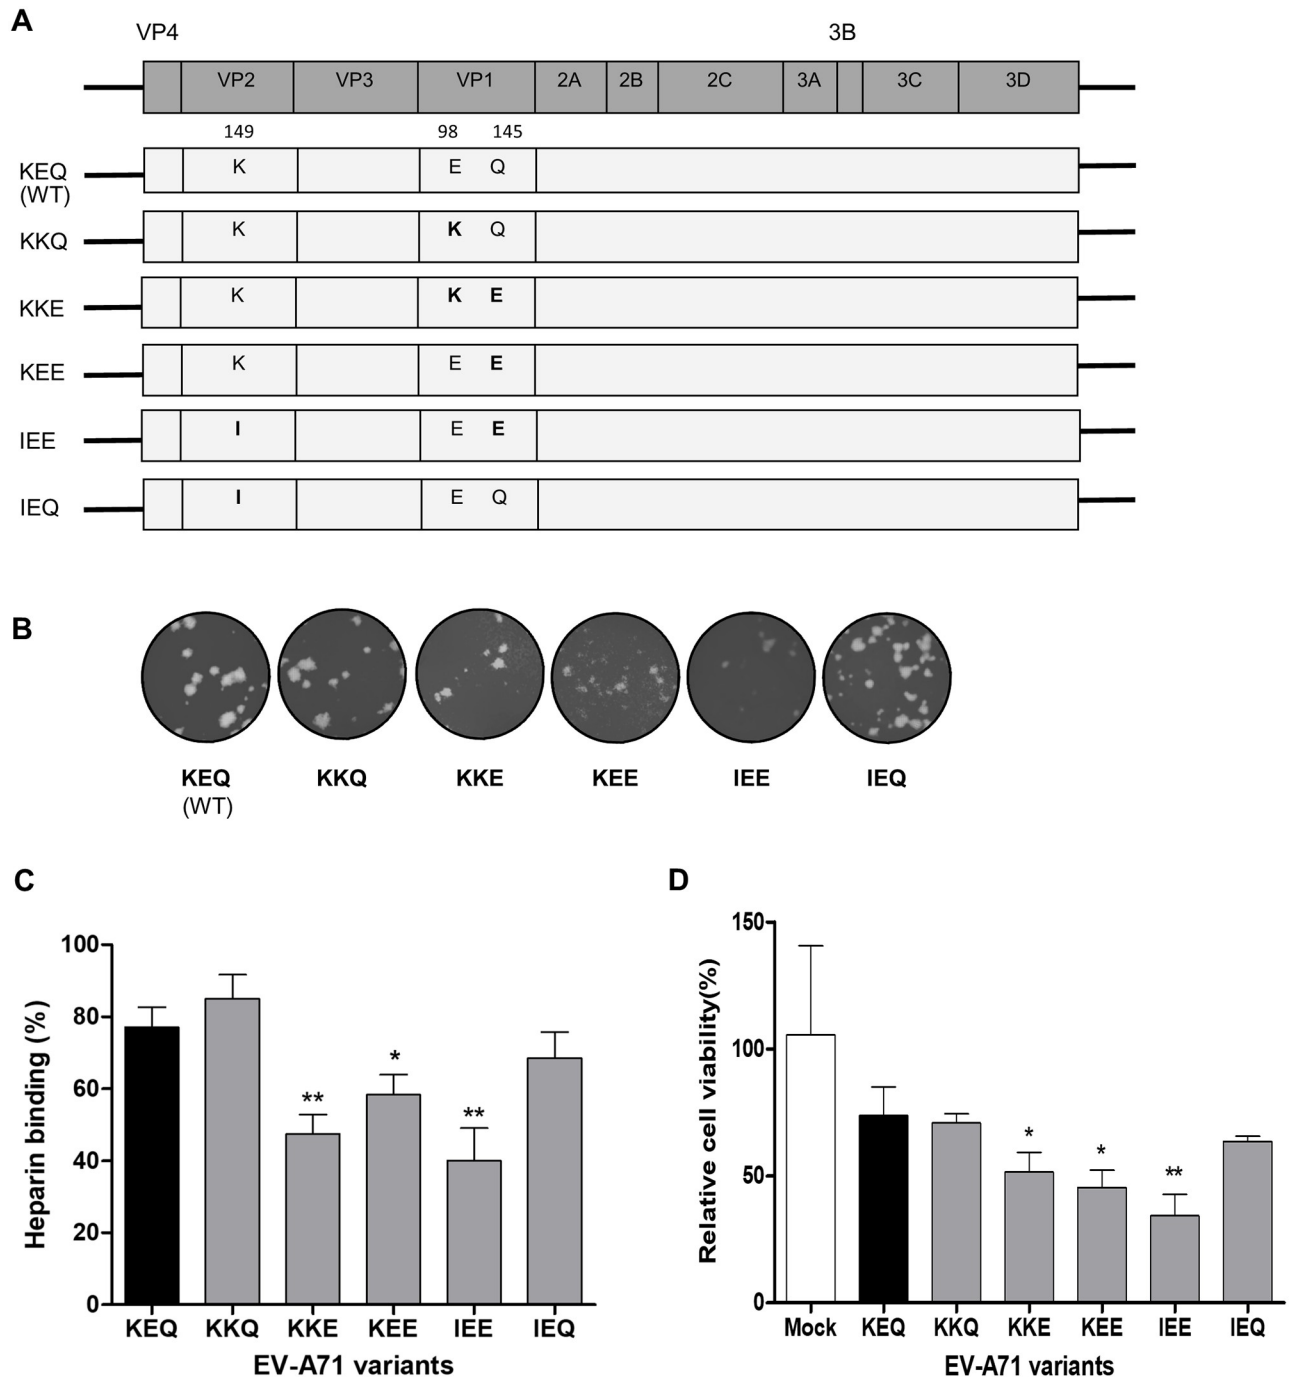 A
VP4 3B
VP2 VP3 VP1 2A 2B 2C 3A 3C 3D
149 98 145
KEQ K E Q
(WT)
KKQ K K Q
KKE K K E
KEE K E E
IEE I E E
IEQ I E Q
B
KEQ KKQ KKE KEE IEE IEQ
(WT)
C
Heparin binding (%)
100
80
60
40
20
0
** * **
KEQ KKQ KKE KEE IEE IEQ
EV-A71 variants
D
Relative cell viability(%)
150
100
50
0
* * **
Mock KEQ KKQ KKE KEE IEE IEQ
EV-A71 variants